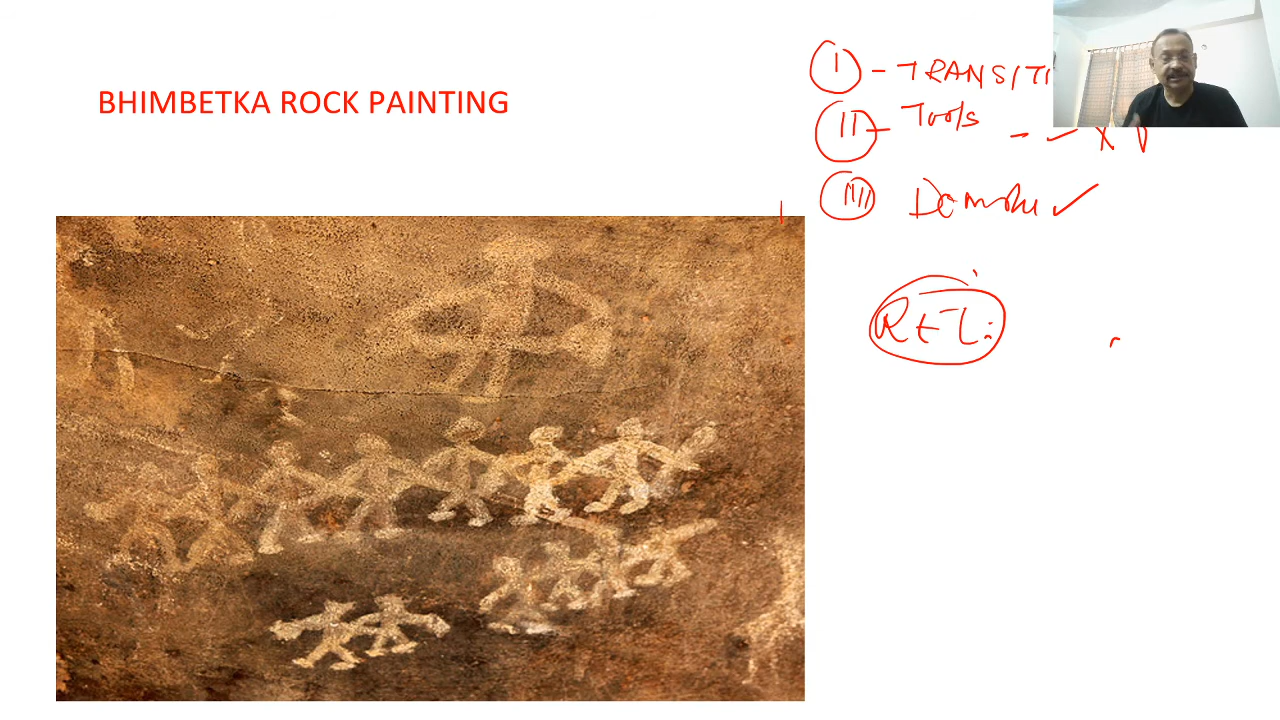 BHIMBETKA ROCK PAINTING
I - TRANSITI
II - Tools
III
REL: